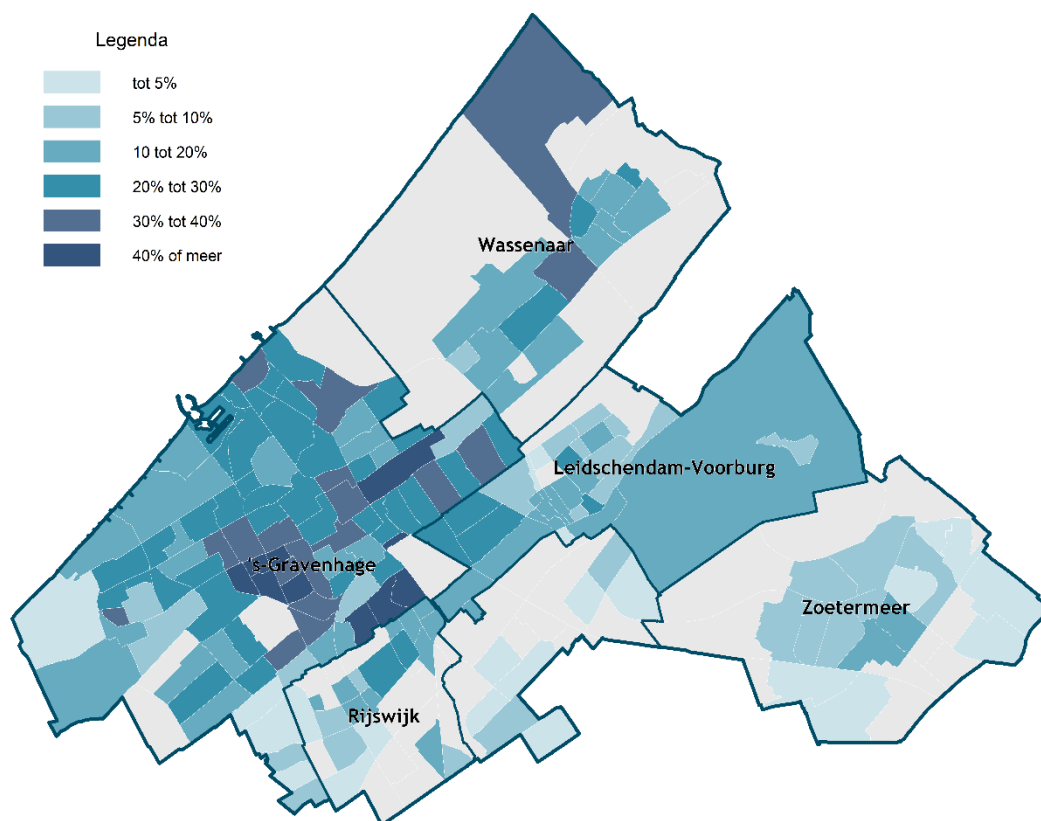 Legenda
tot 5%
5% tot 10%
10 tot 20%
20% tot 30%
30% tot 40%
40% of meer
Wassenaar
Leidschendam-Voorburg
's-Gravenhage
Zoetermeer
Rijswijk